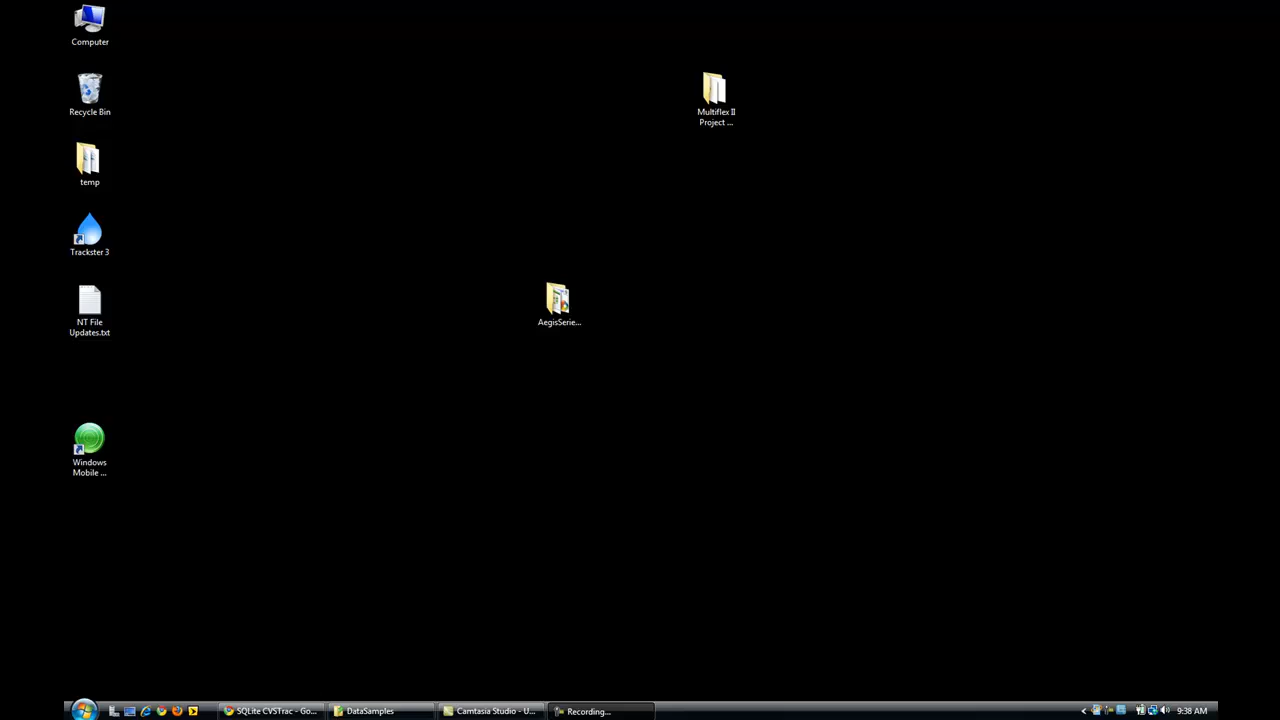 Computer
Recycle Bin
temp
Trackster 3
NT File
Updates.txt
Windows
Mobile ...
Multiflex II
Project ...
AegisSerie...
SQLite CVSTrac - Go...
DataSamples
Camtasia Studio - U...
Recording...
9:38 AM